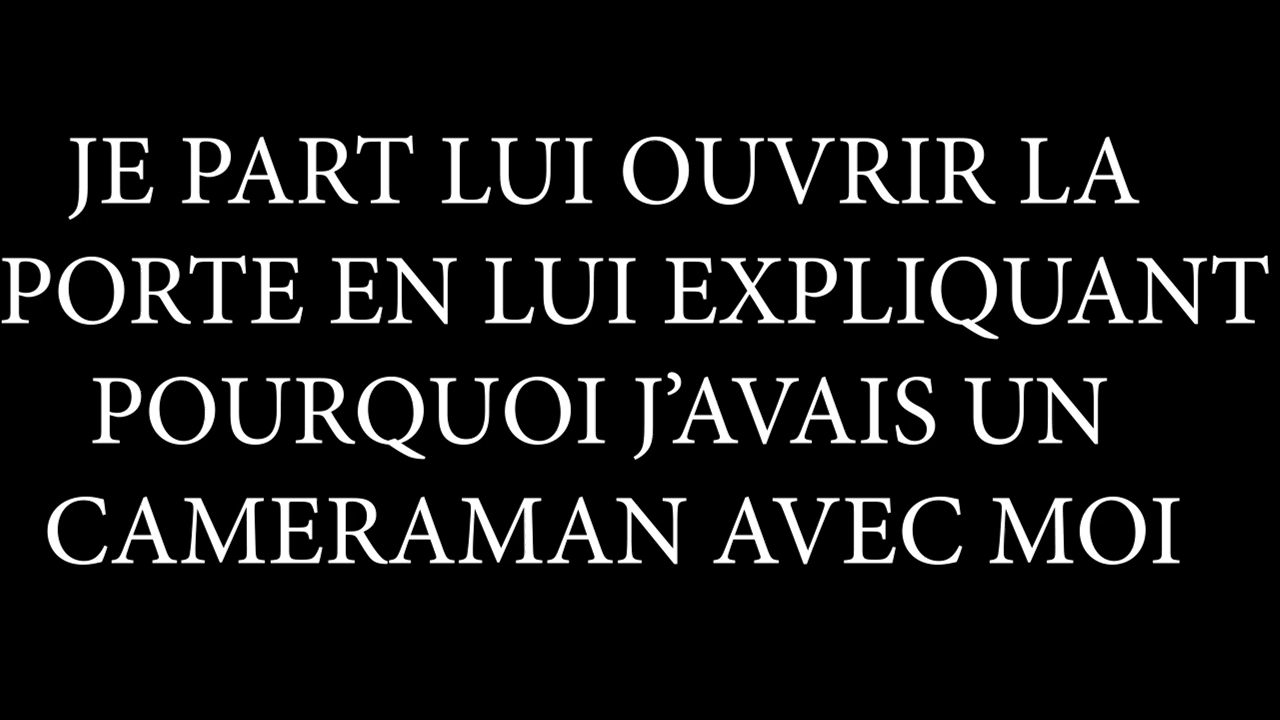 JE PART LUI OUVRIR LA
PORTE EN LUI EXPLIQUANT
POURQUOI J’AVAIS UN
CAMERAMAN AVEC MOI